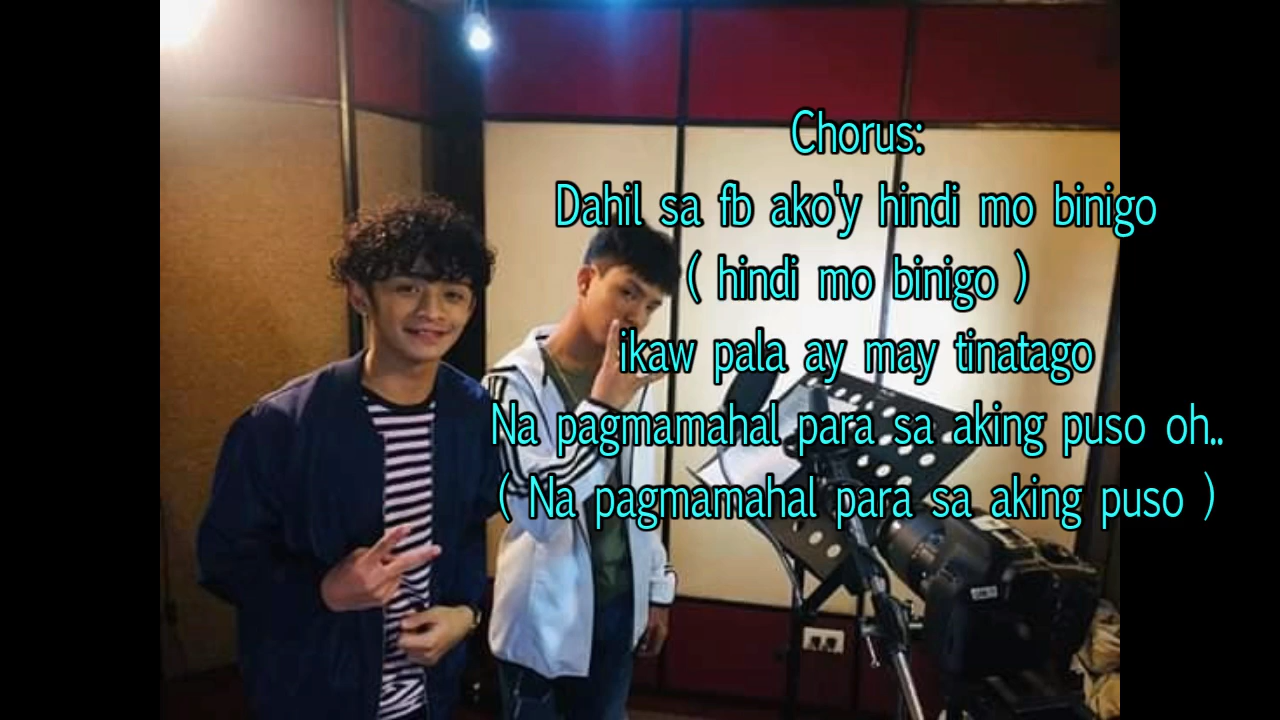 Chorus:
Dahil sa fb ako'y hindi mo binigo
( hindi mo binigo )
ikaw pala ay may tinatago
Na pagmamahal para sa aking puso oh..
( Na pagmamahal para sa aking puso )